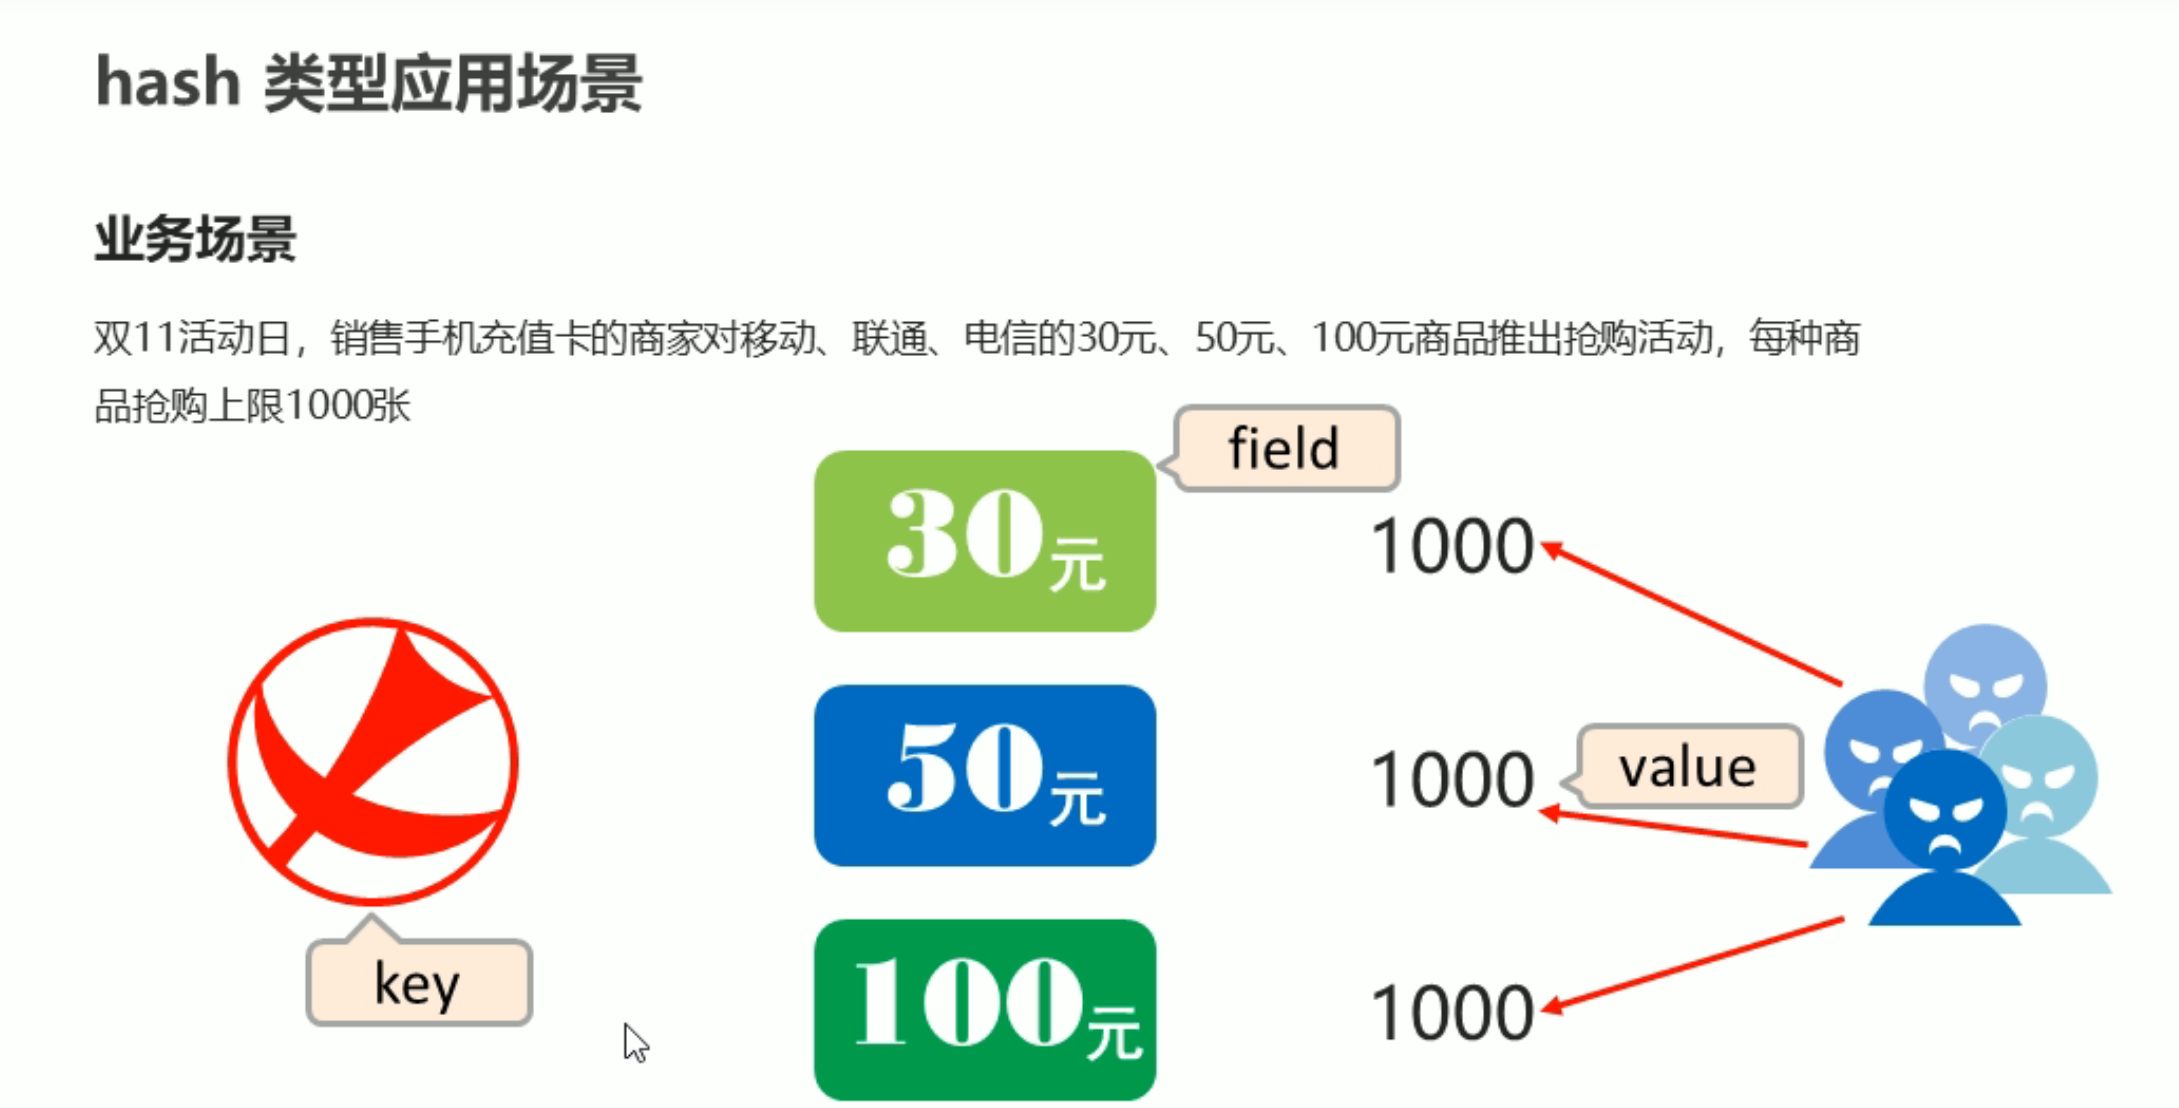 hash 类型应用场景
业务场景
双11活动日，销售手机充值卡的商家对移动、联通、电信的30元、50元、100元商品推出抢购活动，每种商
品抢购上限1000张
field
30元
1000
50元
1000
value
key
100元
1000